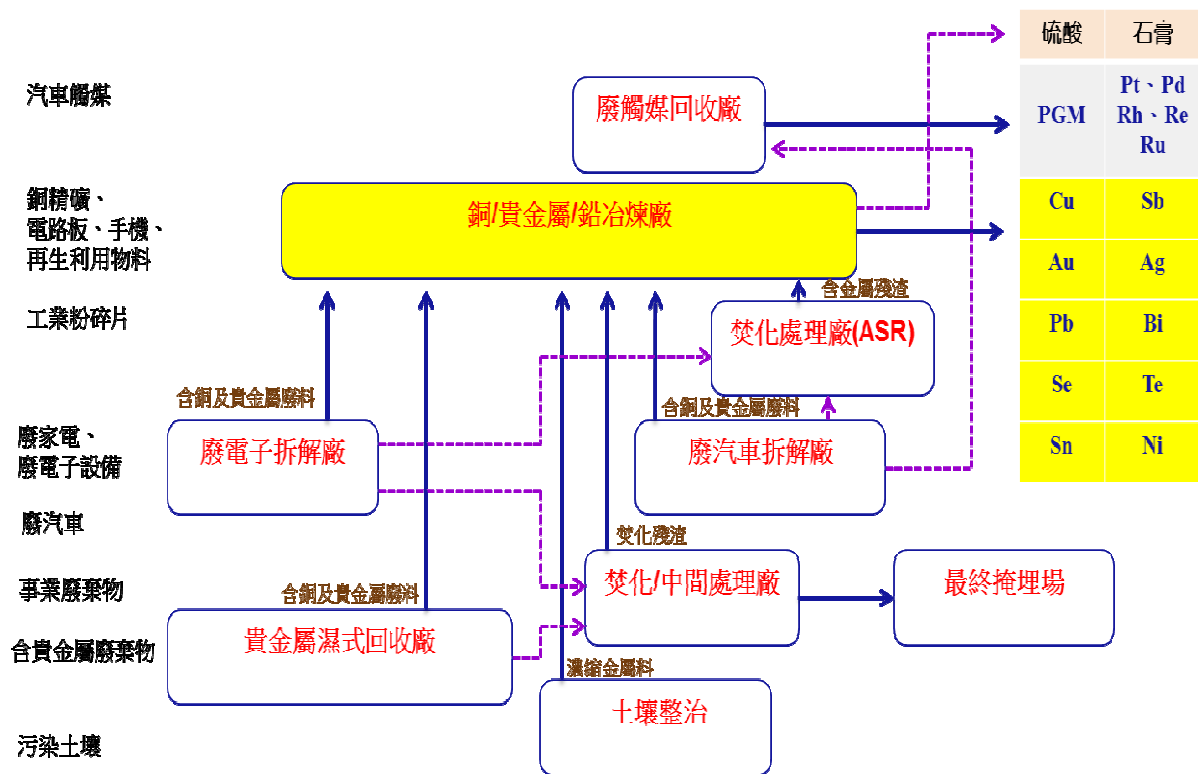 硫酸
石膏
汽車觸媒
廢觸媒回收廠
PGM
Pt、Pd
Rh、Re
Ru
銅精礦、
電路板、手機、
再生利用物料
銅/貴金屬/鉛冶煉廠
Cu
Sb
Au
Ag
含金屬殘渣
工業粉碎片
焚化處理廠(ASR)
Pb
Bi
Se
Te
含銅及貴金屬廢料
含銅及貴金屬廢料
廢家電、
廢電子設備
廢電子拆解廠
廢汽車拆解廠
Sn
Ni
廢汽車
焚化殘渣
事業廢棄物
含銅及貴金屬廢料
焚化/中間處理廠
最終掩埋場
含貴金屬廢棄物
貴金屬濕式回收廠
濃縮金屬料
土壤整治
污染土壤